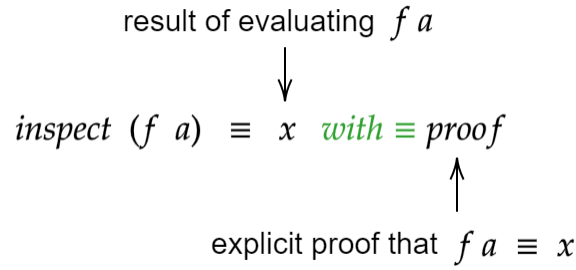 result of evaluating f a
inspect (f a) ≡ x with ≡ proof
explicit proof that f a ≡ x